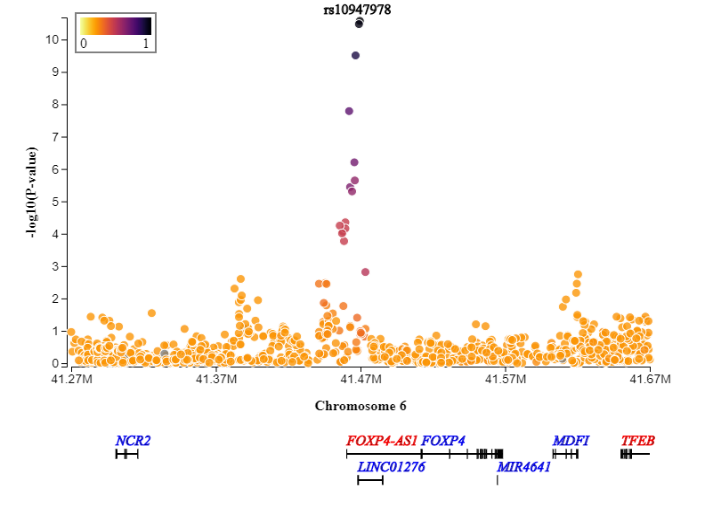 rs10947978
0 1
-log10(P-value)
10
9
8
7
6
5
4
3
2
1
0
41.27M 41.37M 41.47M 41.57M 41.67M
Chromosome 6
NCR2 FOXP4-AS1 FOXP4 MDFI TFEB
LINC01276 MIR4641